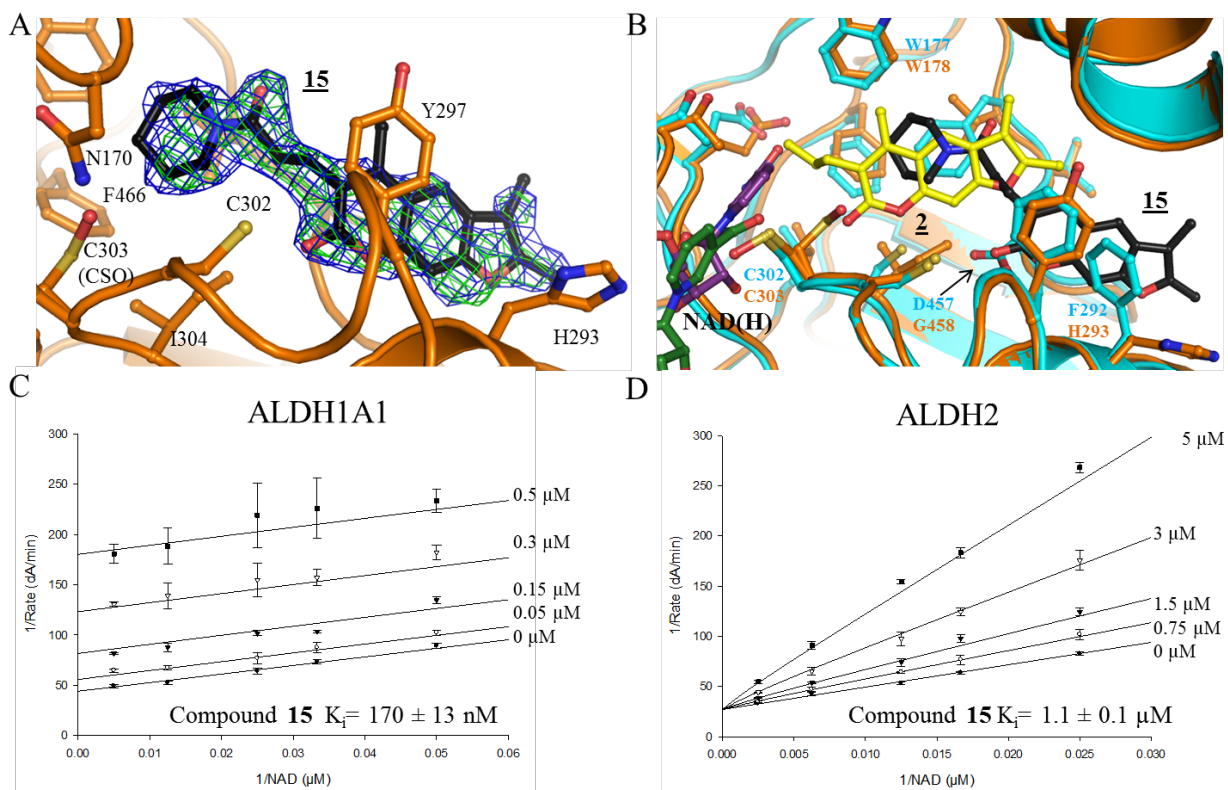 A
15
Y297
N170
F466
C302
C303
(CSO)
I304
H293
B
W177
W178
15
2
C302
C303
NAD(H)
D457
G458
F292
H293
C
ALDH1A1
300
250
200
150
100
50
0
1/Rate (dA/min)
0.5 µM
0.3 µM
0.15 µM
0.05 µM
0 µM
Compound 15 Ki= 170 ± 13 nM
0.00 0.01 0.02 0.03 0.04 0.05 0.06
1/NAD (µM)
D
ALDH2
300
250
200
150
100
50
0
1/Rate (dA/min)
5 µM
3 µM
1.5 µM
0.75 µM
0 µM
Compound 15 Ki= 1.1 ± 0.1 µM
0.000 0.005 0.010 0.015 0.020 0.025 0.030
1/NAD (µM)